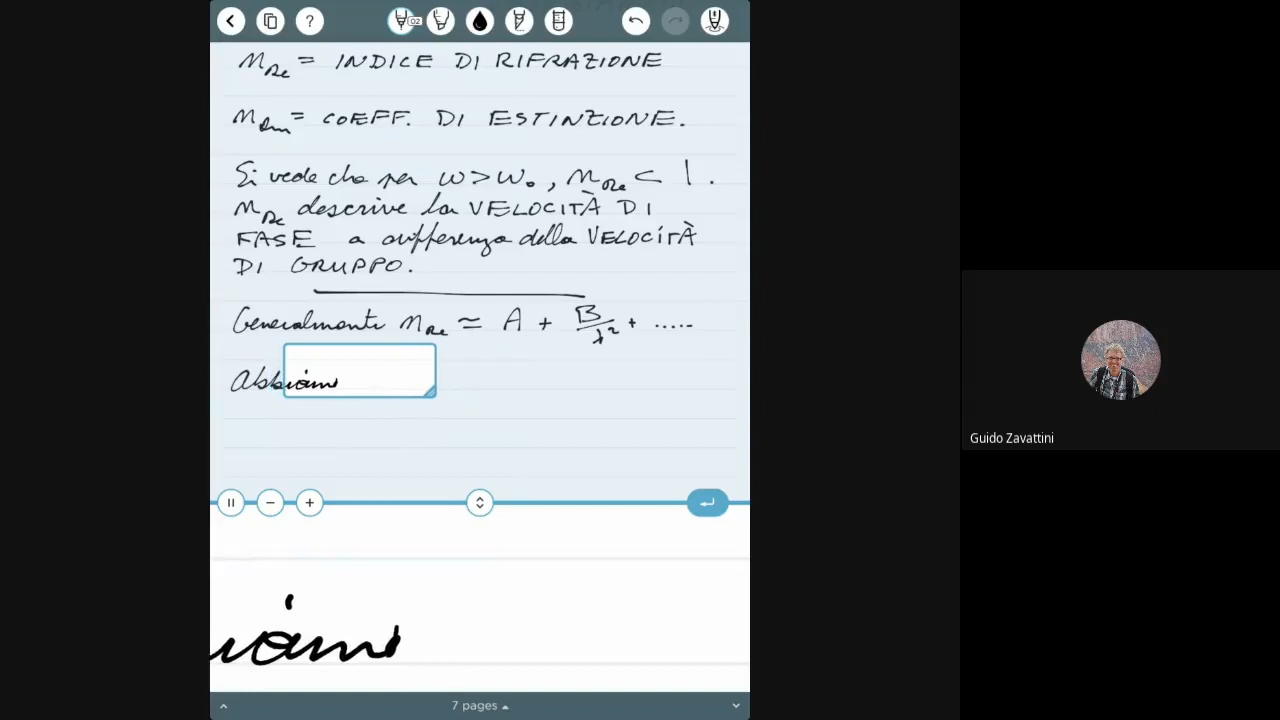 ?
02
n_Re = INDICE DI RIFRAZIONE
n_Im = COEFF. DI ESTINZIONE.
Si vede che per ω > ω₀, n_Re < 1.
n_Re descrive la VELOCITÀ DI
FASE a differenza della VELOCITÀ
DI GRUPPO.
Generalmente n_Re ≃ A + B/λ² + .....
Abbiamo
Guido Zavattini
7 pages